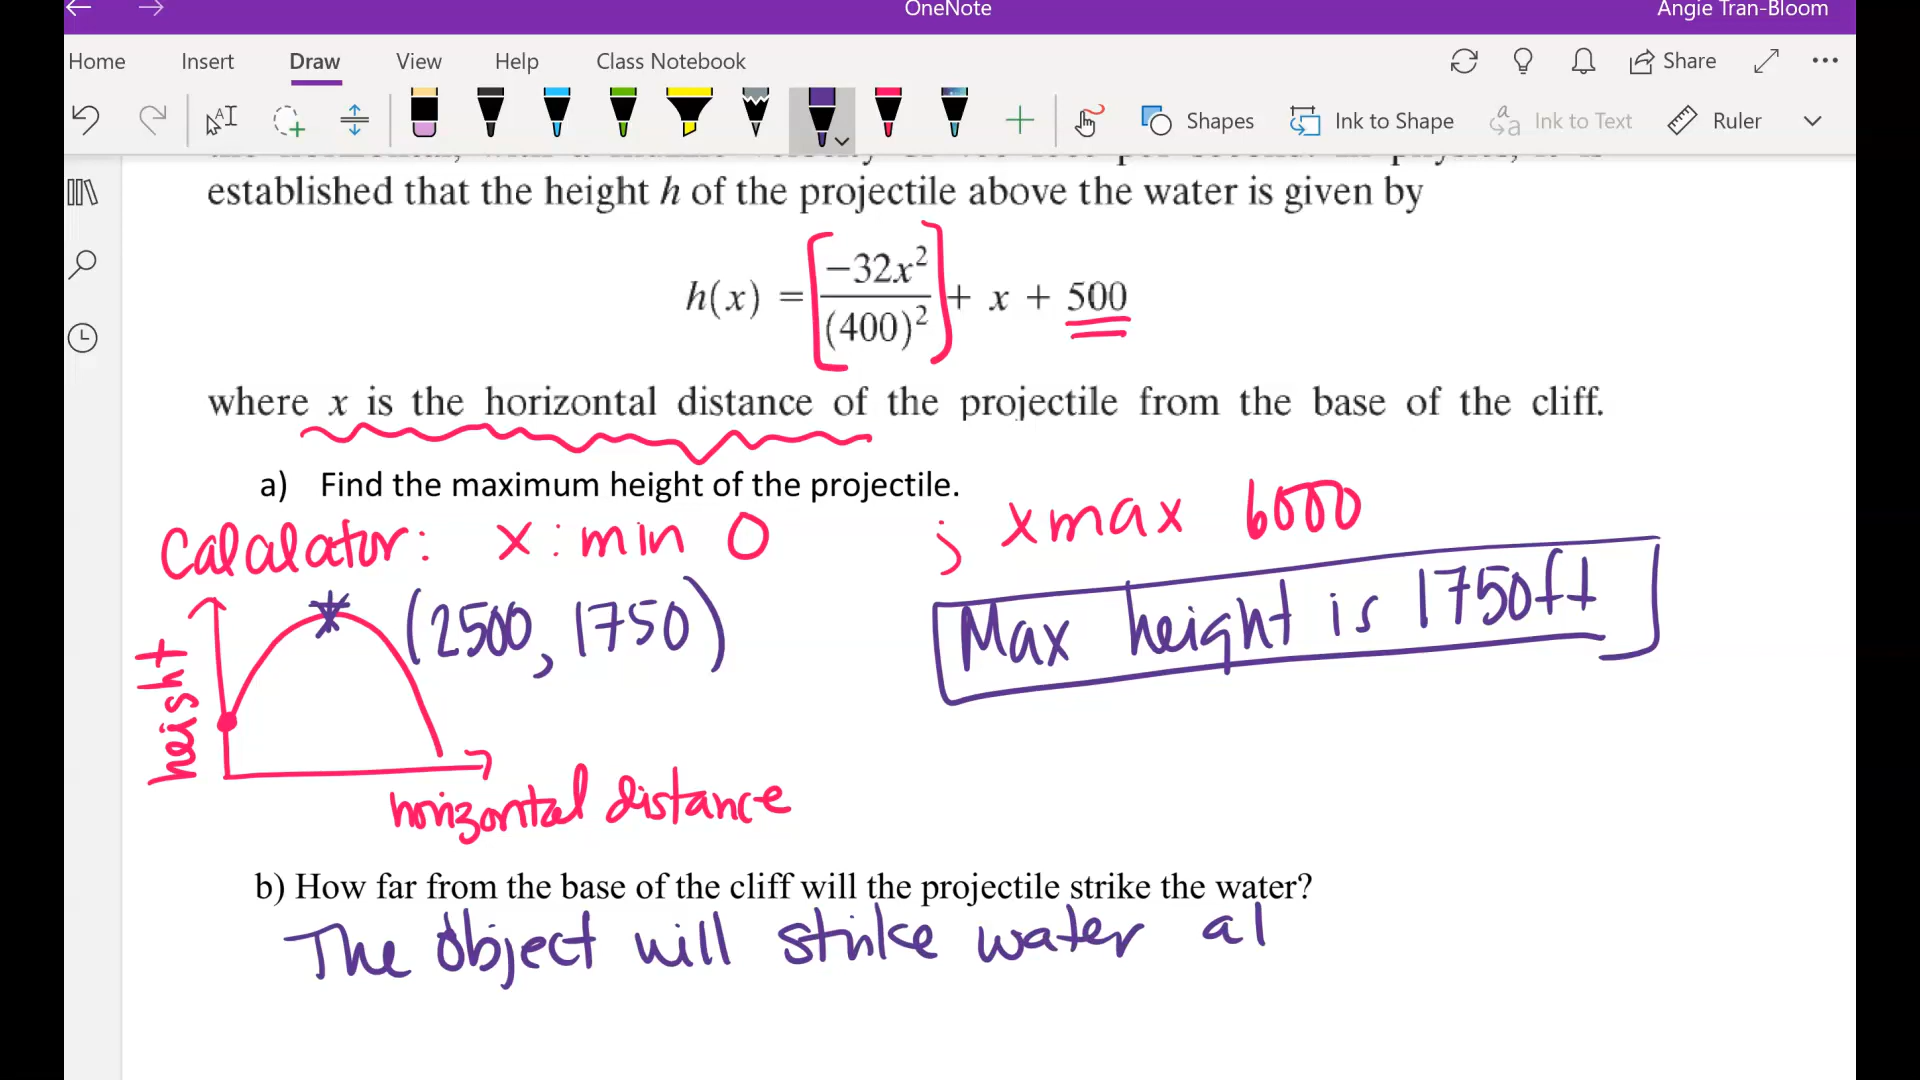 OneNote
Angie Tran-Bloom
Home Insert Draw View Help Class Notebook Share
Shapes Ink to Shape Ink to Text Ruler
established that the height h of the projectile above the water is given by
h(x) = [-32x²/(400)²] + x + 500
where x is the horizontal distance of the projectile from the base of the cliff.
a) Find the maximum height of the projectile.
Calculator: x: min 0 ; xmax 6000
(2500, 1750) Max height is 1750ft
height
horizontal distance
b) How far from the base of the cliff will the projectile strike the water?
The object will strike water al